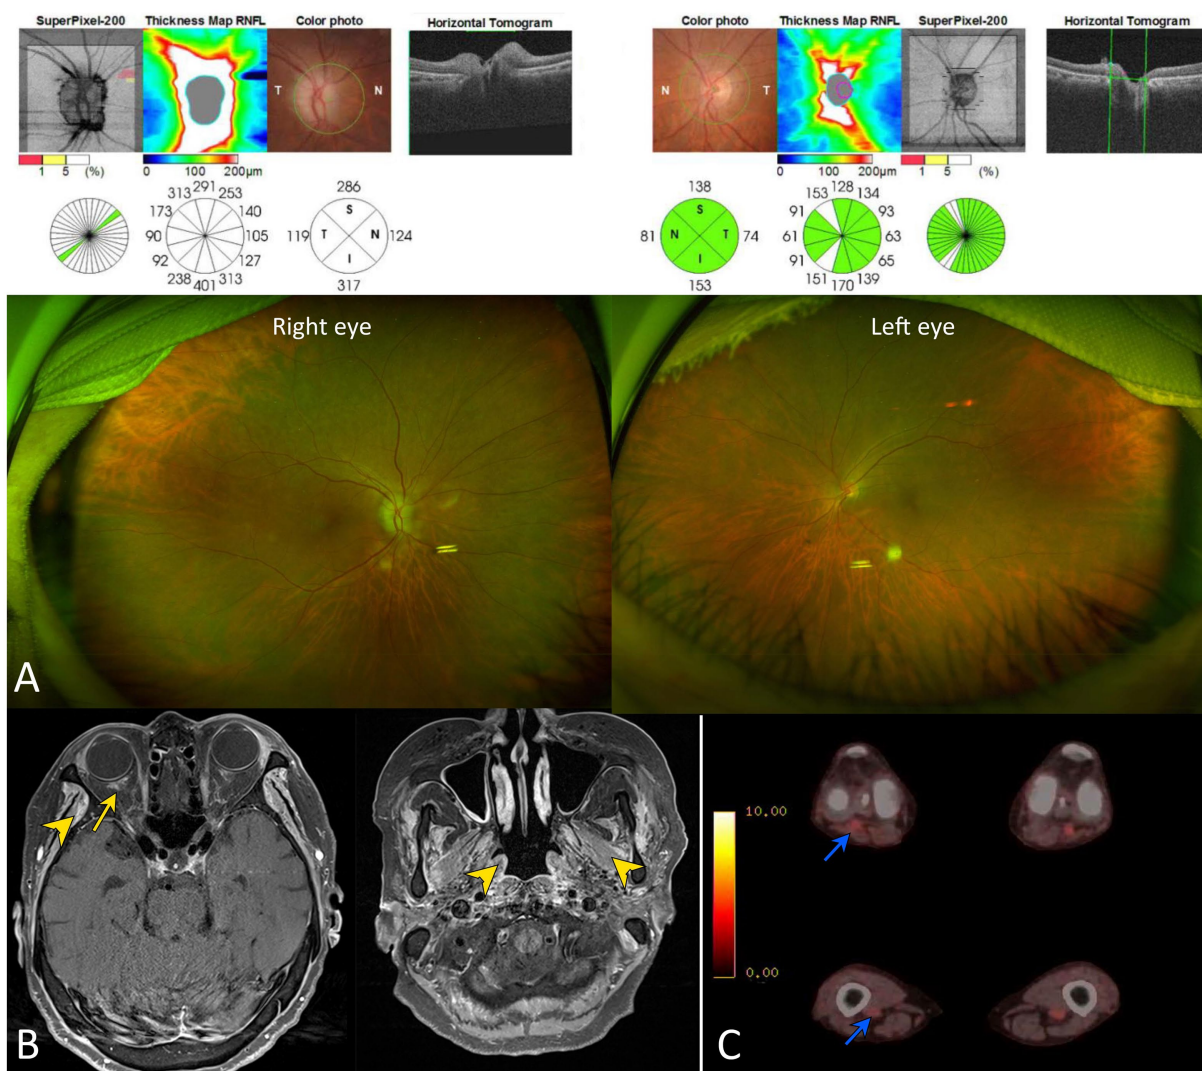 SuperPixel-200 Thickness Map RNFL Color photo Horizontal Tomogram
T N
1 5 (%) 0 100 200µm
291
313 253
173 140
90 105
92 127
238 313
401
286
S
119 T N 124
I
317
Color photo Thickness Map RNFL SuperPixel-200 Horizontal Tomogram
N T
0 100 200µm 1 5 (%)
138
S
81 N T 74
I
153
128
153 134
91 93
61 63
91 65
151 139
170
Right eye
Left eye
A
B
10.00
0.00
C